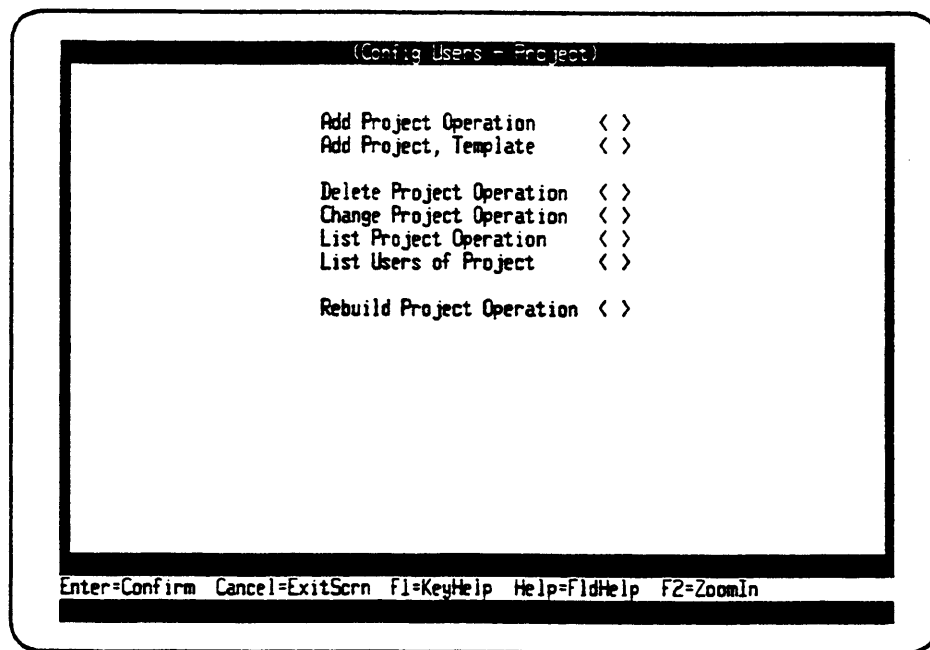 (Config Users - Project)
Add Project Operation < >
Add Project, Template < >
Delete Project Operation < >
Change Project Operation < >
List Project Operation < >
List Users of Project < >
Rebuild Project Operation < >
Enter=Confirm Cancel=ExitScrn F1=KeyHelp Help=FldHelp F2=ZoomIn